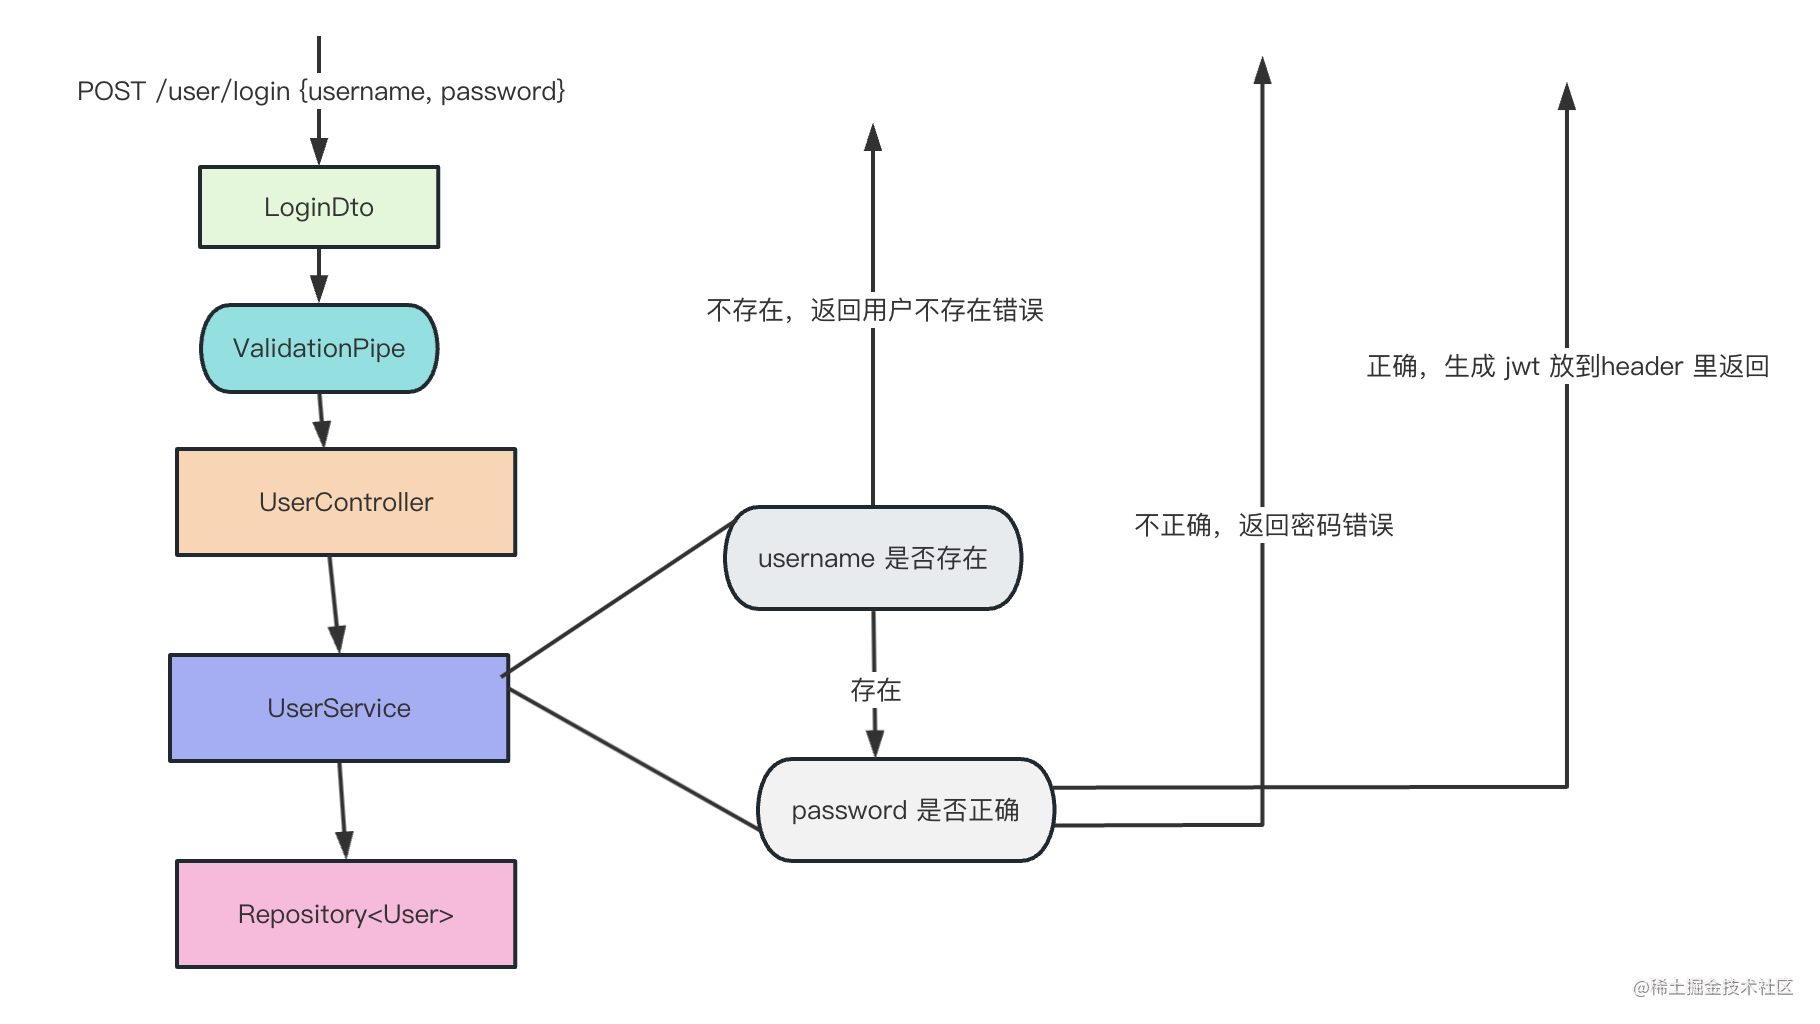 POST /user/login {username, password}
LoginDto
ValidationPipe
UserController
UserService
Repository<User>
不存在，返回用户不存在错误
username 是否存在
存在
password 是否正确
不正确，返回密码错误
正确，生成 jwt 放到header 里返回
@稀土掘金技术社区